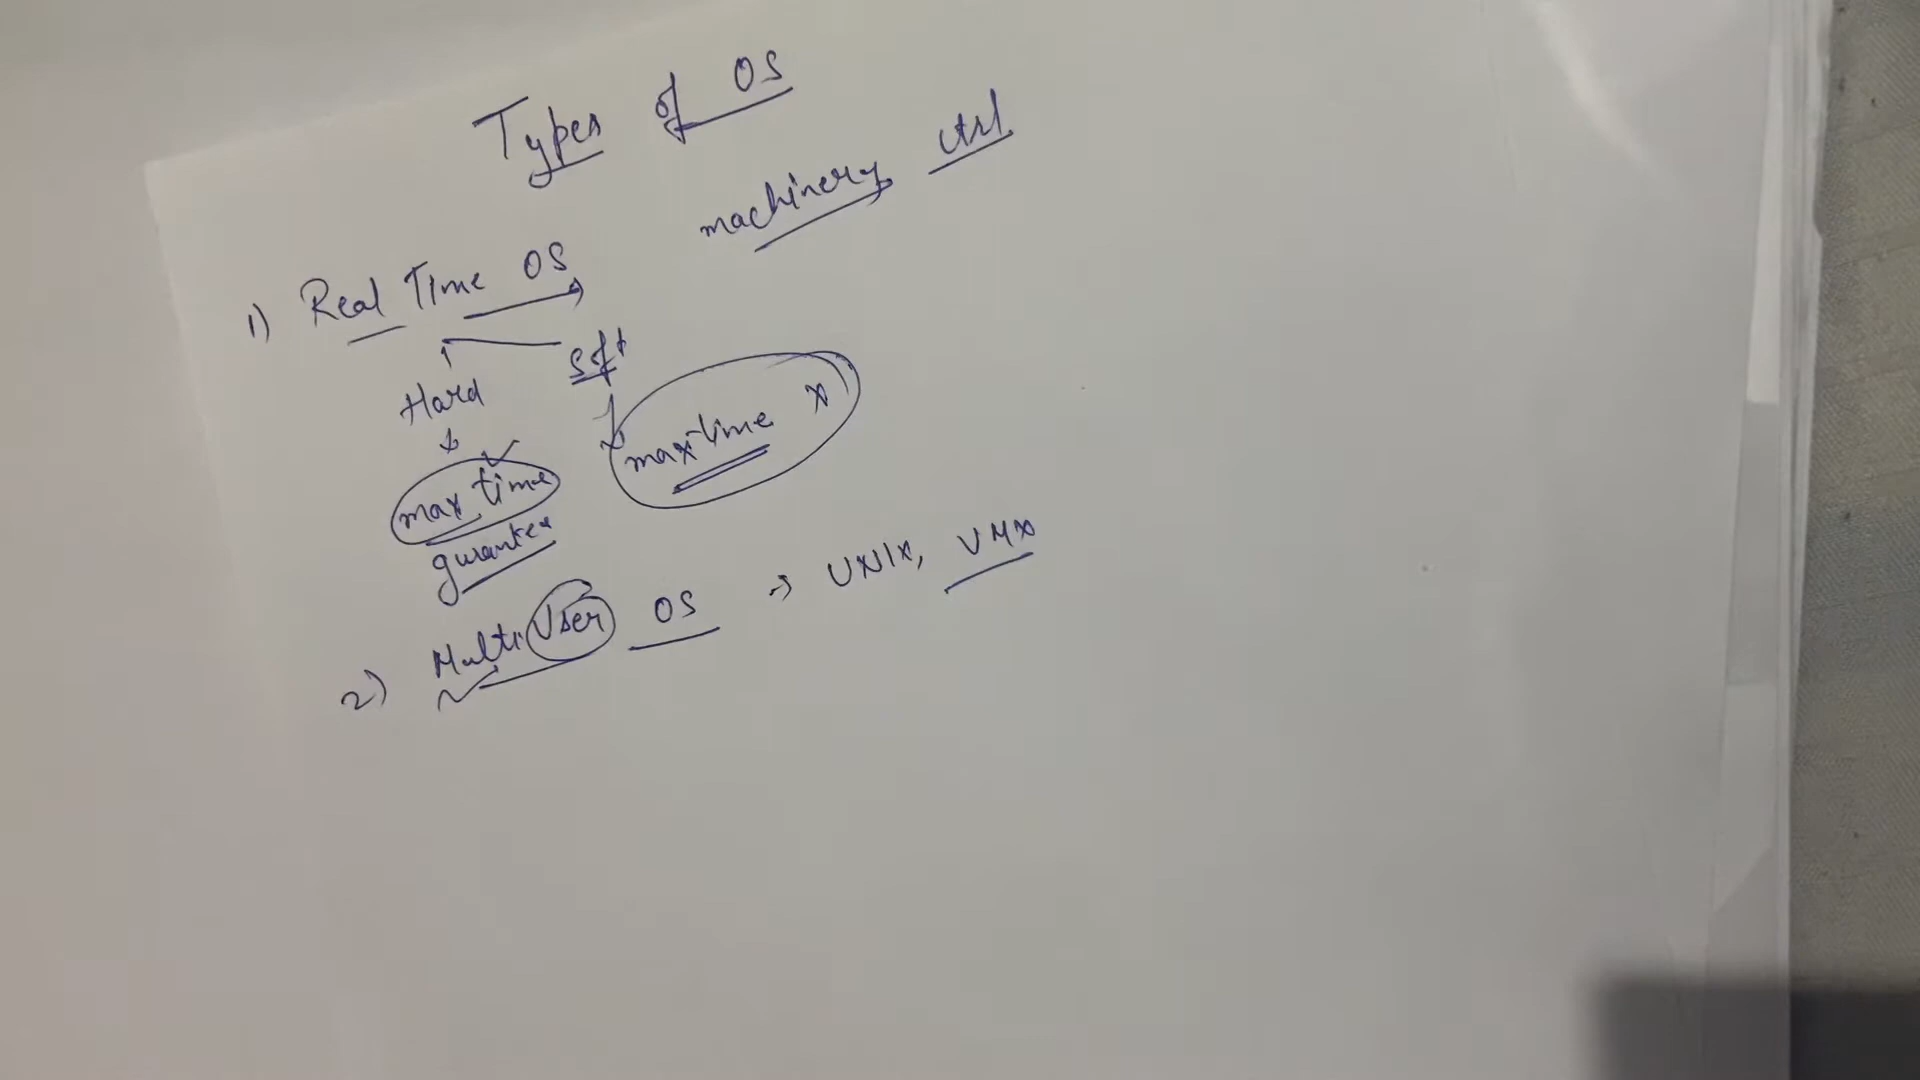 Types of OS
machinery ctrl
1) Real Time OS
Hard
Soft
max time
gurantee
max time x
2) Multi User OS → UNIX, VMX